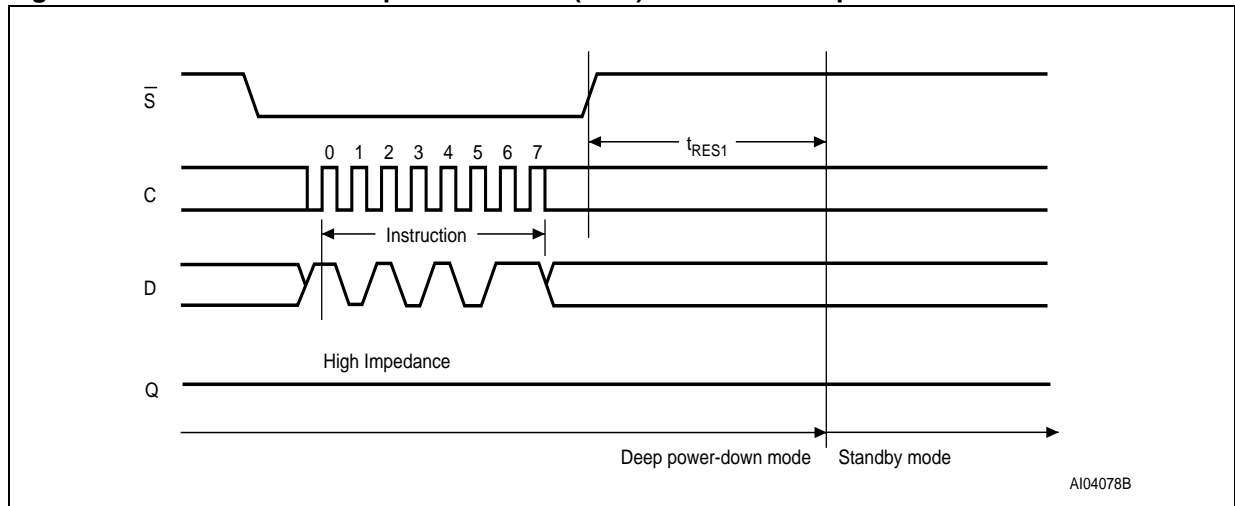 S
0 1 2 3 4 5 6 7
tRES1
C
Instruction
D
High Impedance
Q
Deep power-down mode Standby mode
AI04078B